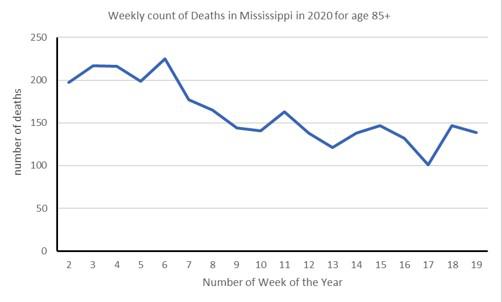 Weekly count of Deaths in Mississippi in 2020 for age 85+
250
200
150
100
50
0
number of deaths
2 3 4 5 6 7 8 9 10 11 12 13 14 15 16 17 18 19
Number of Week of the Year